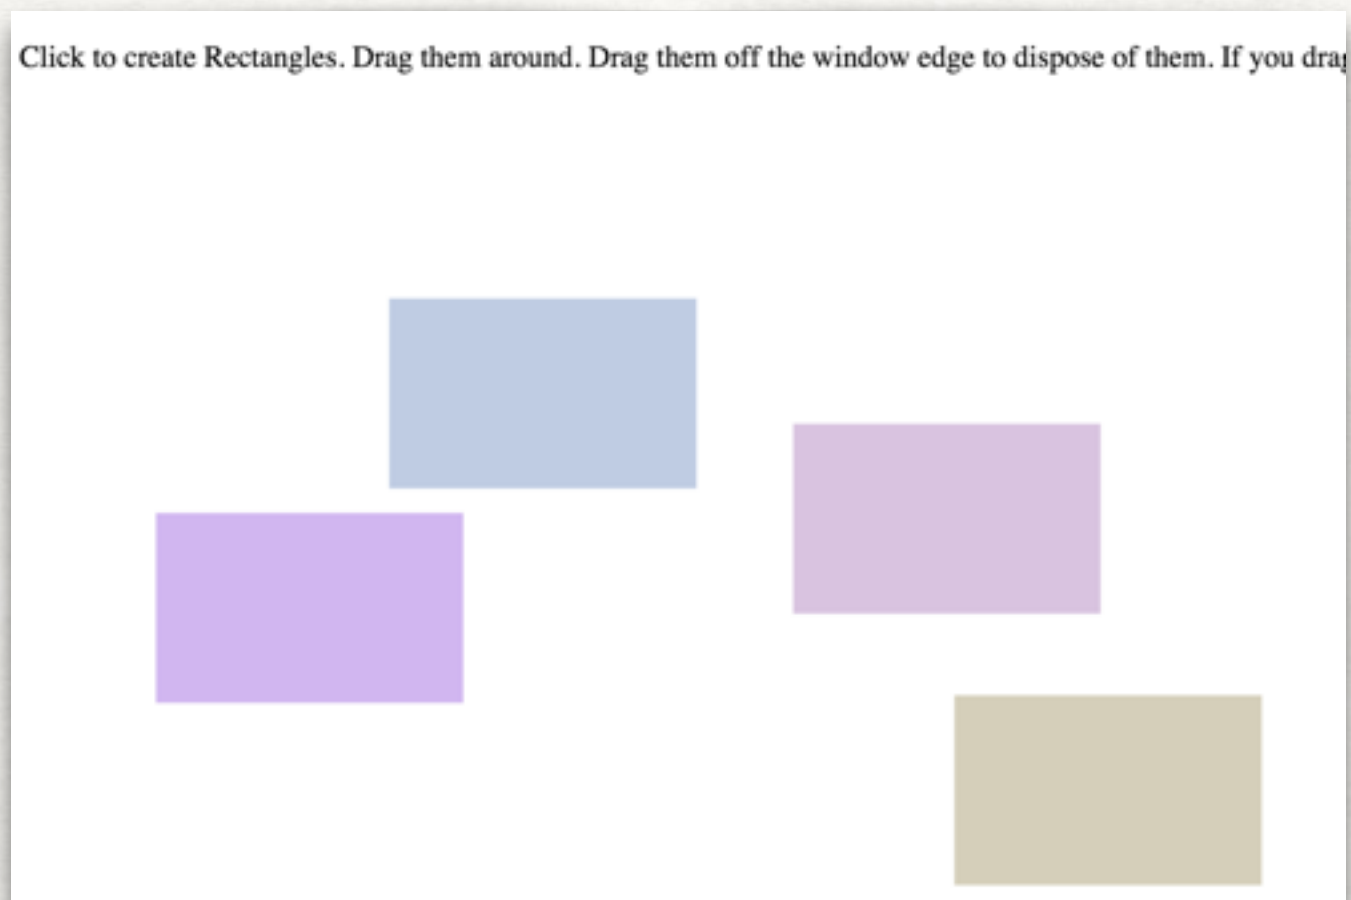 Click to create Rectangles. Drag them around. Drag them off the window edge to dispose of them. If you drag